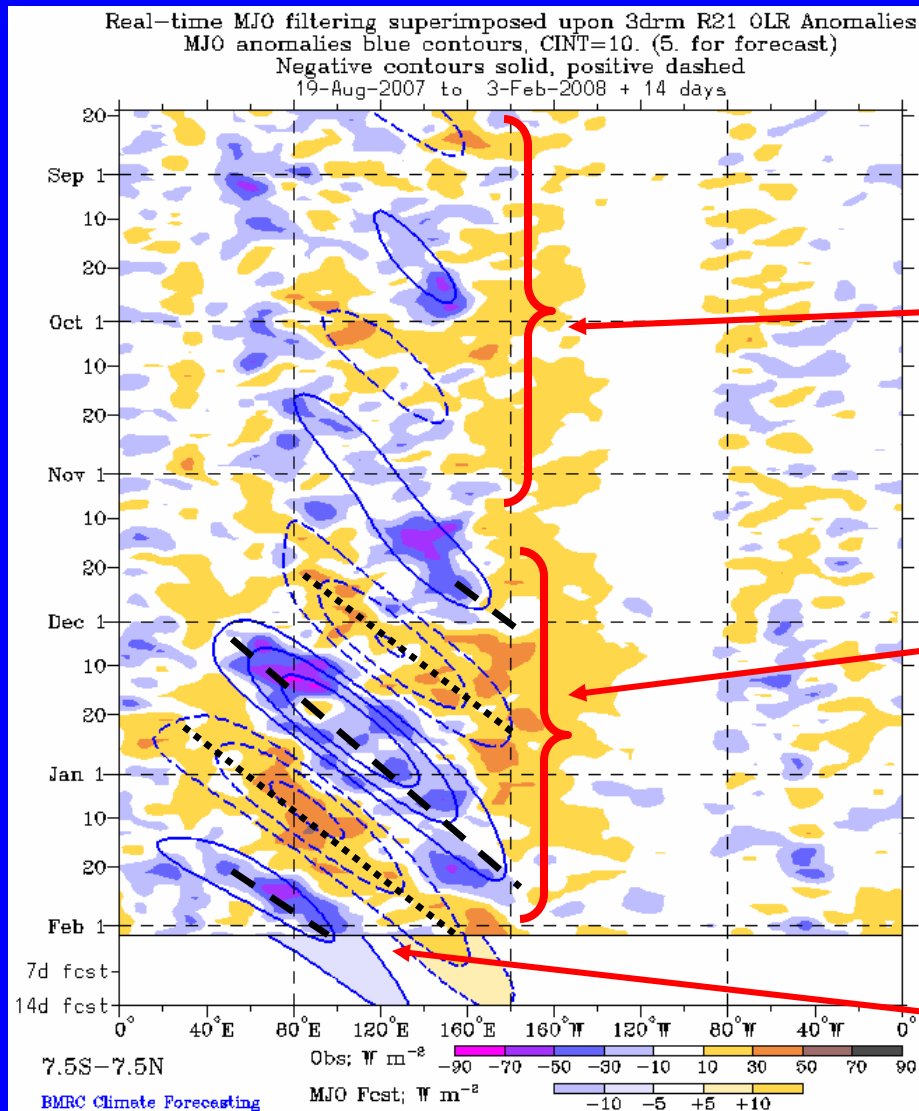 Real-time MJO filtering superimposed upon 3drm R21 OLR Anomalies
MJO anomalies blue contours, CINT=10. (5. for forecast)
Negative contours solid, positive dashed
19-Aug-2007 to 3-Feb-2008 + 14 days
20
Sep 1
10
20
Oct 1
10
20
Nov 1
10
20
Dec 1
10
20
Jan 1
10
20
Feb 1
7d fcst
14d fcst
0° 40°E 80°E 120°E 160°E 160°W 120°W 80°W 40°W 0°
7.5S-7.5N
Obs; W m-2
-90 -70 -50 -30 -10 10 30 50 70 90
BMRC Climate Forecasting
MJO Fcst; W m-2
-10 -5 +5 +10